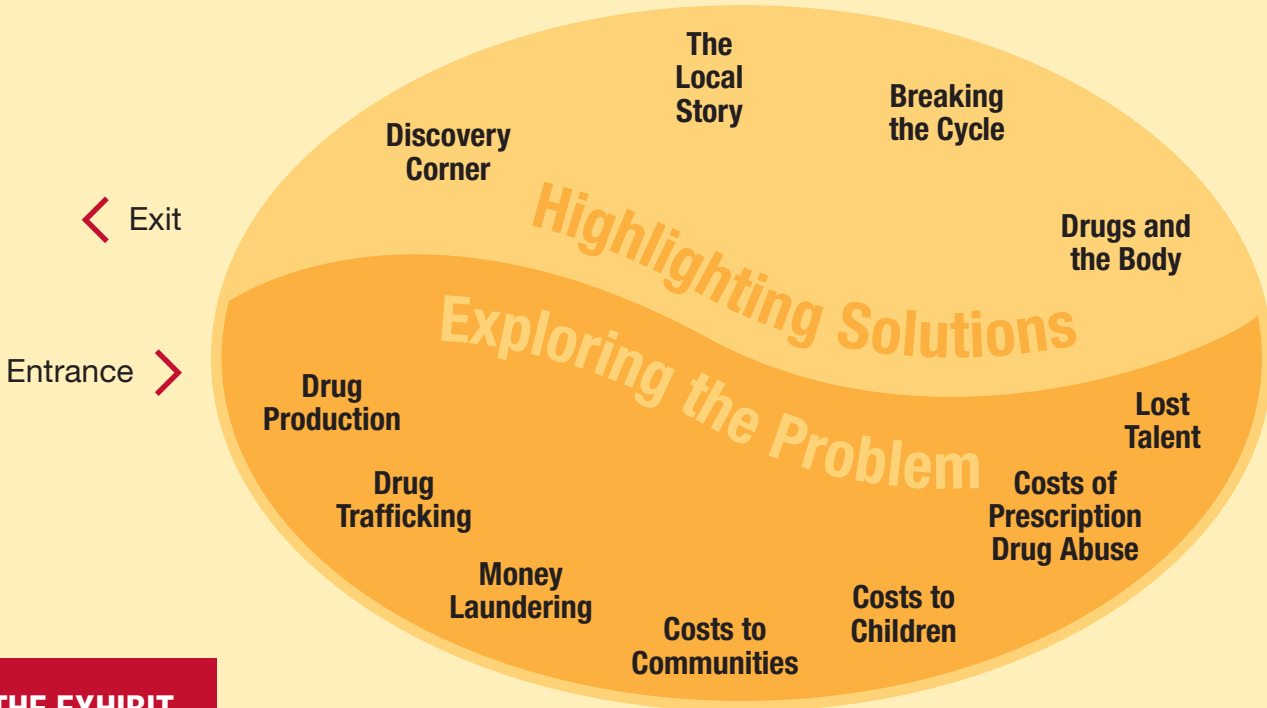 The
Local
Story
Breaking
the Cycle
Discovery
Corner
Exit
Drugs and
the Body
Highlighting Solutions
Exploring the Problem
Entrance
Drug
Production
Lost
Talent
Drug
Trafficking
Costs of
Prescription
Drug Abuse
Money
Laundering
Costs to
Children
Costs to
Communities
THE EXHIBIT